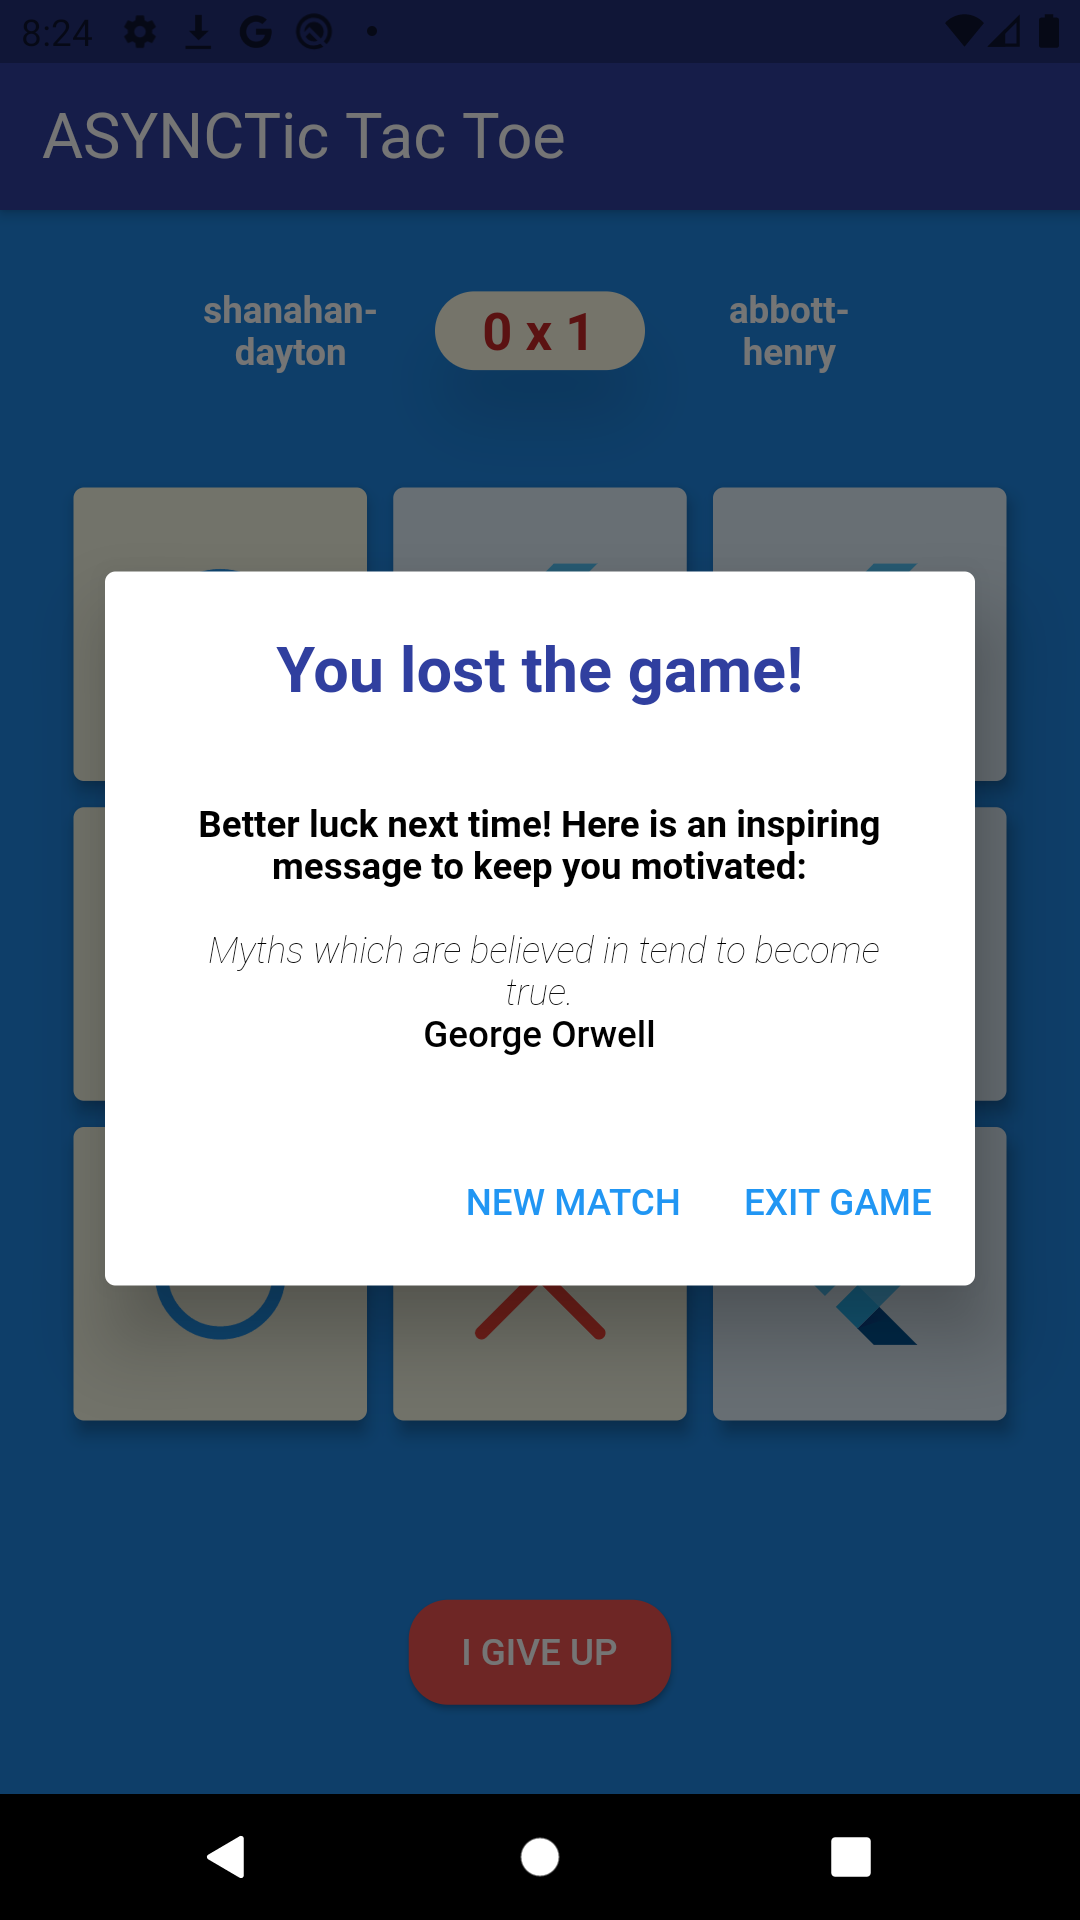 8:24
ASYNCTic Tac Toe
shanahan-
dayton
0 x 1
abbott-
henry
You lost the game!
Better luck next time! Here is an inspiring
message to keep you motivated:
Myths which are believed in tend to become
true.
George Orwell
NEW MATCH
EXIT GAME
I GIVE UP